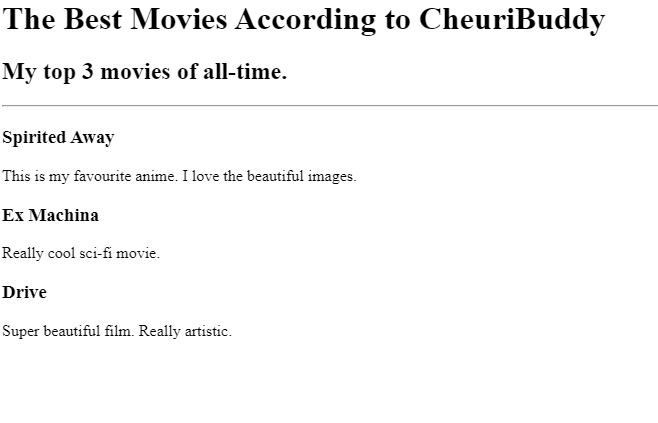 The Best Movies According to CheuriBuddy
My top 3 movies of all-time.
Spirited Away
This is my favourite anime. I love the beautiful images.
Ex Machina
Really cool sci-fi movie.
Drive
Super beautiful film. Really artistic.